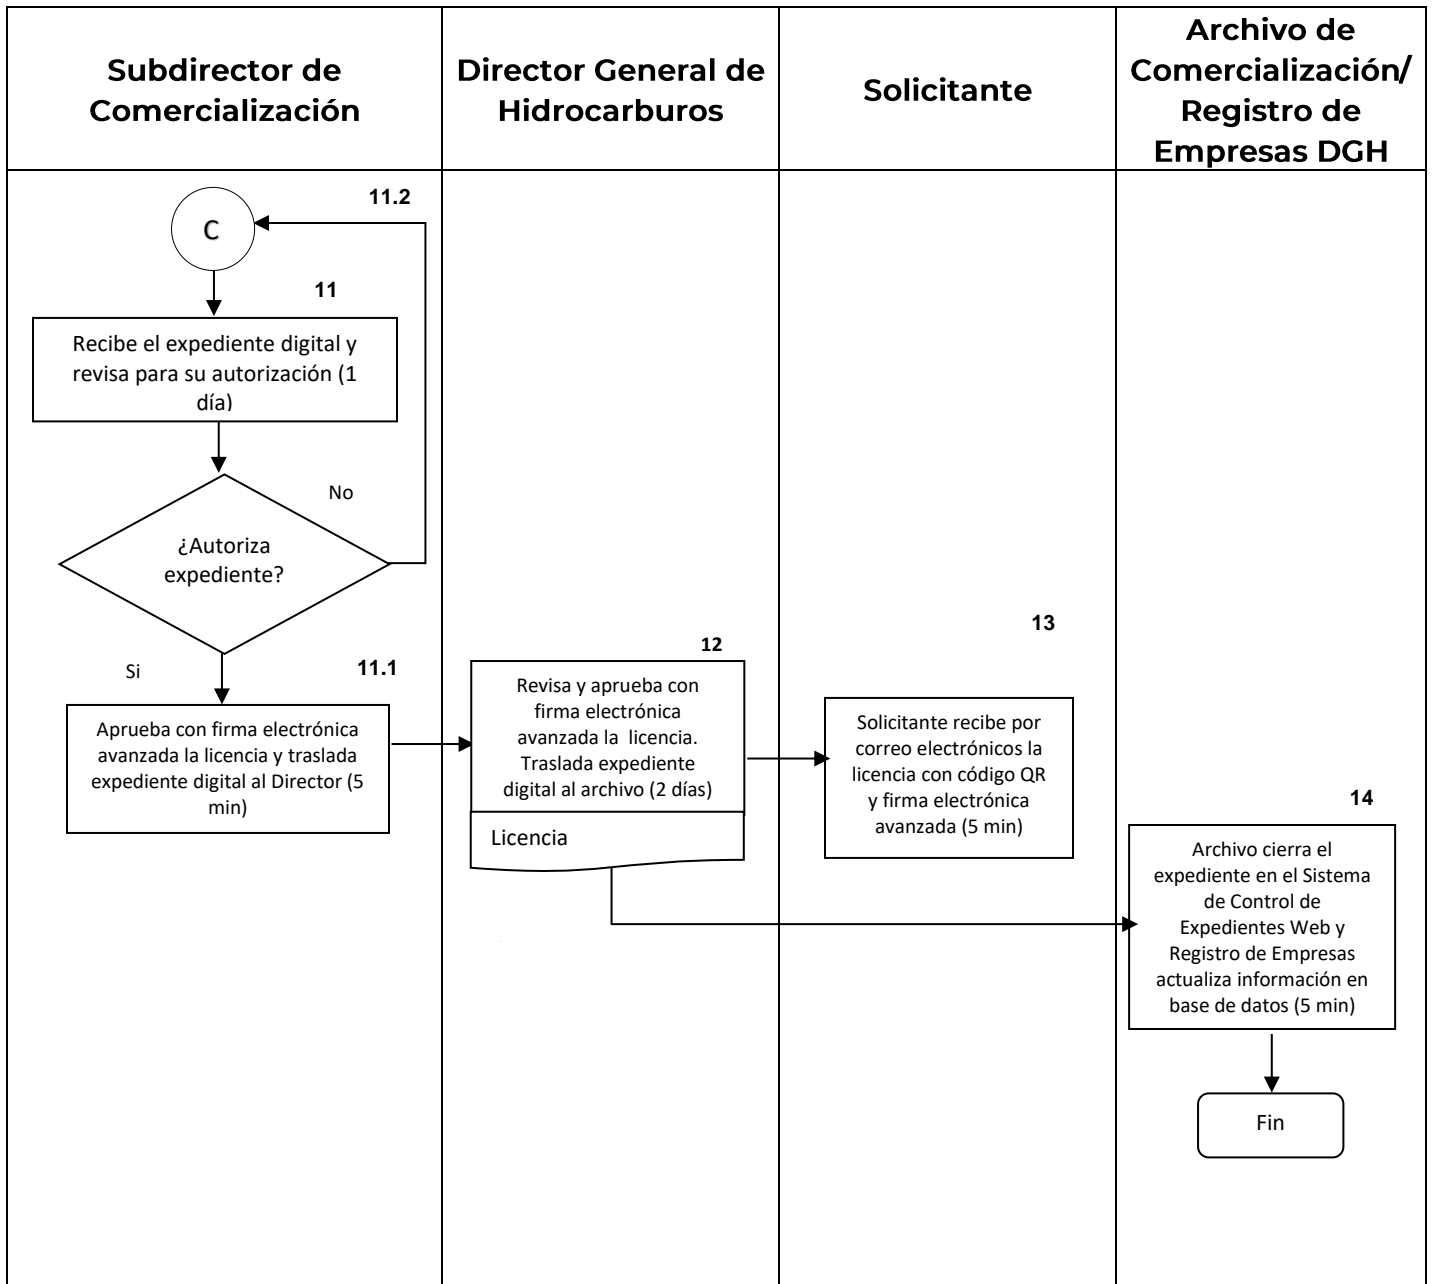 Subdirector de
Comercialización
Director General de
Hidrocarburos
Solicitante
Archivo de
Comercialización/
Registro de
Empresas DGH
C
11.2
11
Recibe el expediente digital y
revisa para su autorización (1
día)
¿Autoriza
expediente?
No
Si
11.1
Aprueba con firma electrónica
avanzada la licencia y traslada
expediente digital al Director (5
min)
12
Revisa y aprueba con
firma electrónica
avanzada la licencia.
Traslada expediente
digital al archivo (2 días)
Licencia
13
Solicitante recibe por
correo electrónicos la
licencia con código QR
y firma electrónica
avanzada (5 min)
14
Archivo cierra el
expediente en el Sistema
de Control de
Expedientes Web y
Registro de Empresas
actualiza información en
base de datos (5 min)
Fin